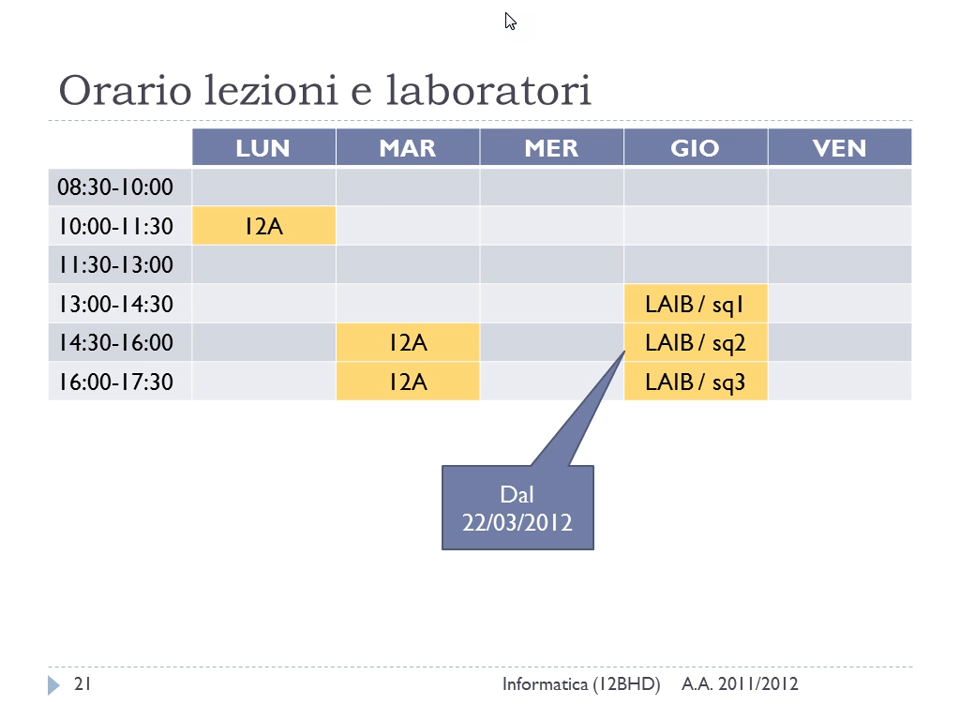 Orario lezioni e laboratori
LUN MAR MER GIO VEN
08:30-10:00
10:00-11:30 12A
11:30-13:00
13:00-14:30 LAIB / sq1
14:30-16:00 12A LAIB / sq2
16:00-17:30 12A LAIB / sq3
Dal
22/03/2012
21 Informatica (12BHD) A.A. 2011/2012